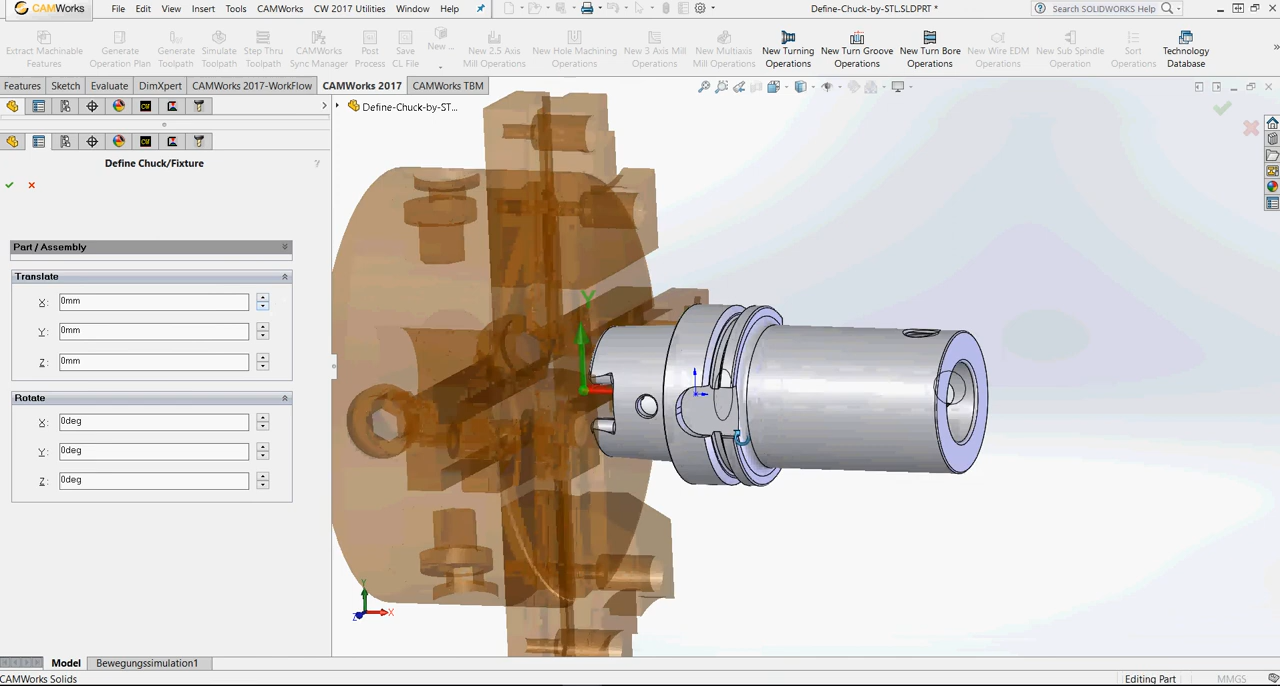 CAMWorks File Edit View Insert Tools CAMWorks CW 2017 Utilities Window Help Define-Chuck-by-STL.SLDPRT * Search SOLIDWORKS Help
Extract Machinable Features
Generate Operation Plan
Generate Toolpath
Simulate Toolpath
Step Thru Toolpath
CAMWorks Sync Manager
Post Process
Save CL File
New ...
New 2.5 Axis Mill Operations
New Hole Machining Operations
New 3 Axis Mill Operations
New Multiaxis Mill Operations
New Turning Operations
New Turn Groove Operations
New Turn Bore Operations
New Wire EDM Operations
New Sub Spindle Operations
Sort Operations
Technology Database
Features Sketch Evaluate DimXpert CAMWorks 2017-WorkFlow CAMWorks 2017 CAMWorks TBM
Define-Chuck-by-ST...
Define Chuck/Fixture ?
Part / Assembly
Translate
X: 0mm
Y: 0mm
Z: 0mm
Rotate
X: 0deg
Y: 0deg
Z: 0deg
Y
Y
X
Z
Model Bewegungssimulation1
CAMWorks Solids Editing Part MMGS